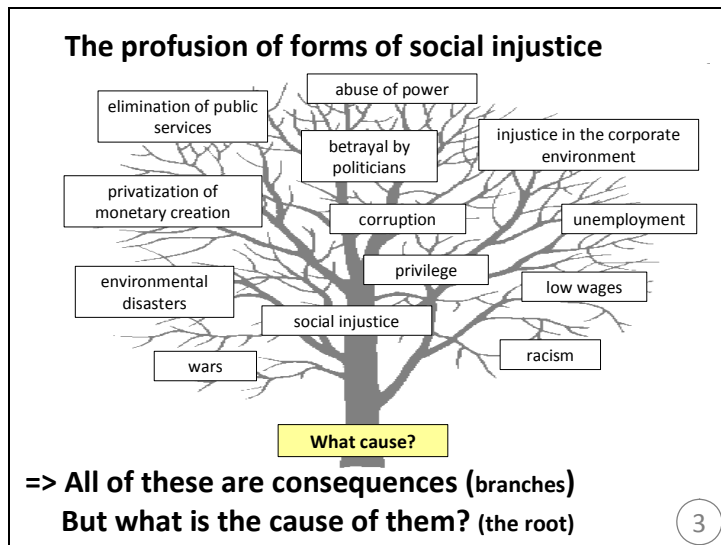 The profusion of forms of social injustice
abuse of power
elimination of public
services
betrayal by
politicians
injustice in the corporate
environment
privatization of
monetary creation
corruption
unemployment
privilege
environmental
disasters
low wages
social injustice
racism
wars
What cause?
=> All of these are consequences (branches)
But what is the cause of them? (the root)
3